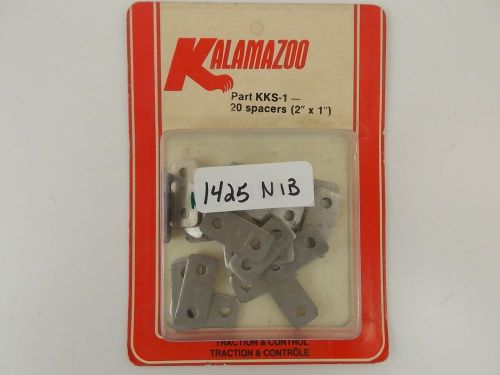 KALAMAZOO
Part KKS-1 —
20 spacers (2" x 1")
1425 NIB
TRACTION & CONTROL
TRACTION & CONTRÔLE